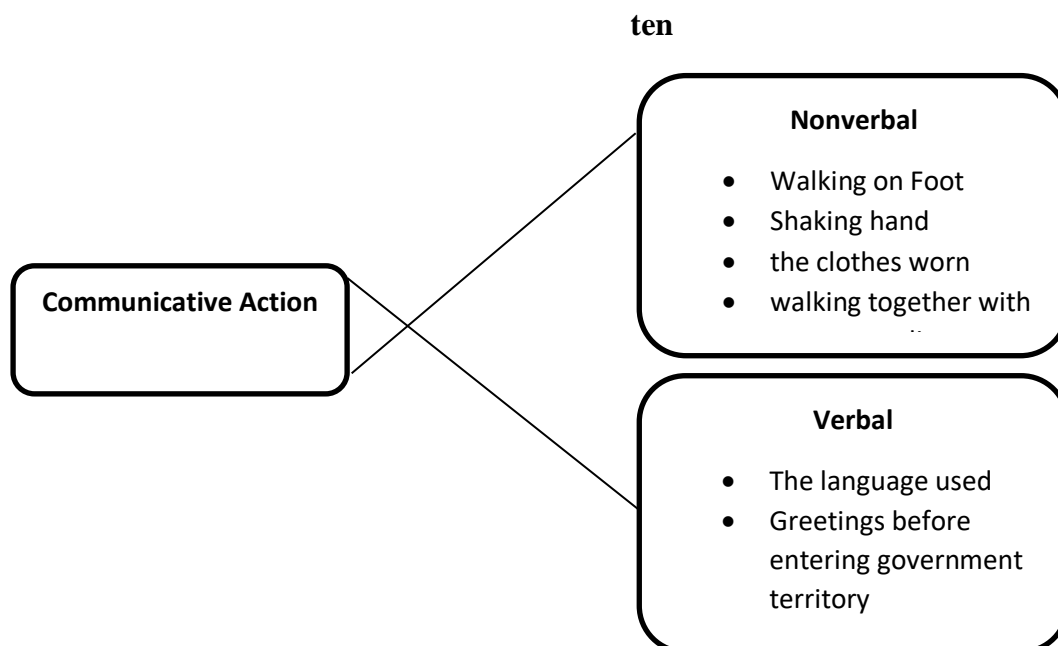 ten
Nonverbal
• Walking on Foot
• Shaking hand
• the clothes worn
• walking together with
Communicative Action
Verbal
• The language used
• Greetings before
entering government
territory